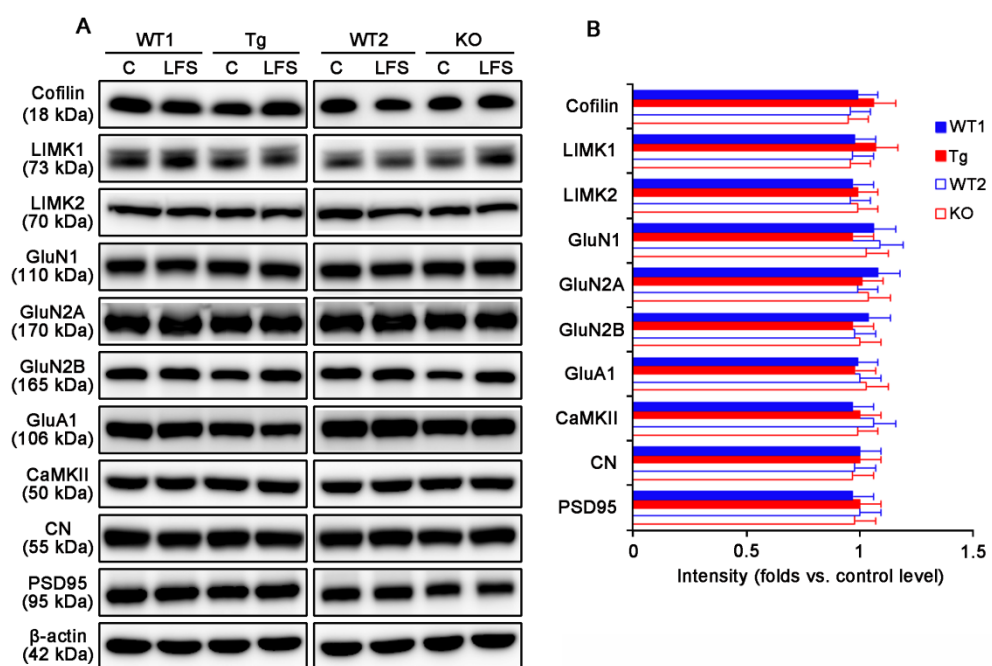 A
WT1 Tg WT2 KO
C LFS C LFS C LFS C LFS
Cofilin
(18 kDa)
LIMK1
(73 kDa)
LIMK2
(70 kDa)
GluN1
(110 kDa)
GluN2A
(170 kDa)
GluN2B
(165 kDa)
GluA1
(106 kDa)
CaMKII
(50 kDa)
CN
(55 kDa)
PSD95
(95 kDa)
β-actin
(42 kDa)
B
Cofilin
LIMK1
LIMK2
GluN1
GluN2A
GluN2B
GluA1
CaMKII
CN
PSD95
0 0.5 1 1.5
Intensity (folds vs. control level)
WT1
Tg
WT2
KO